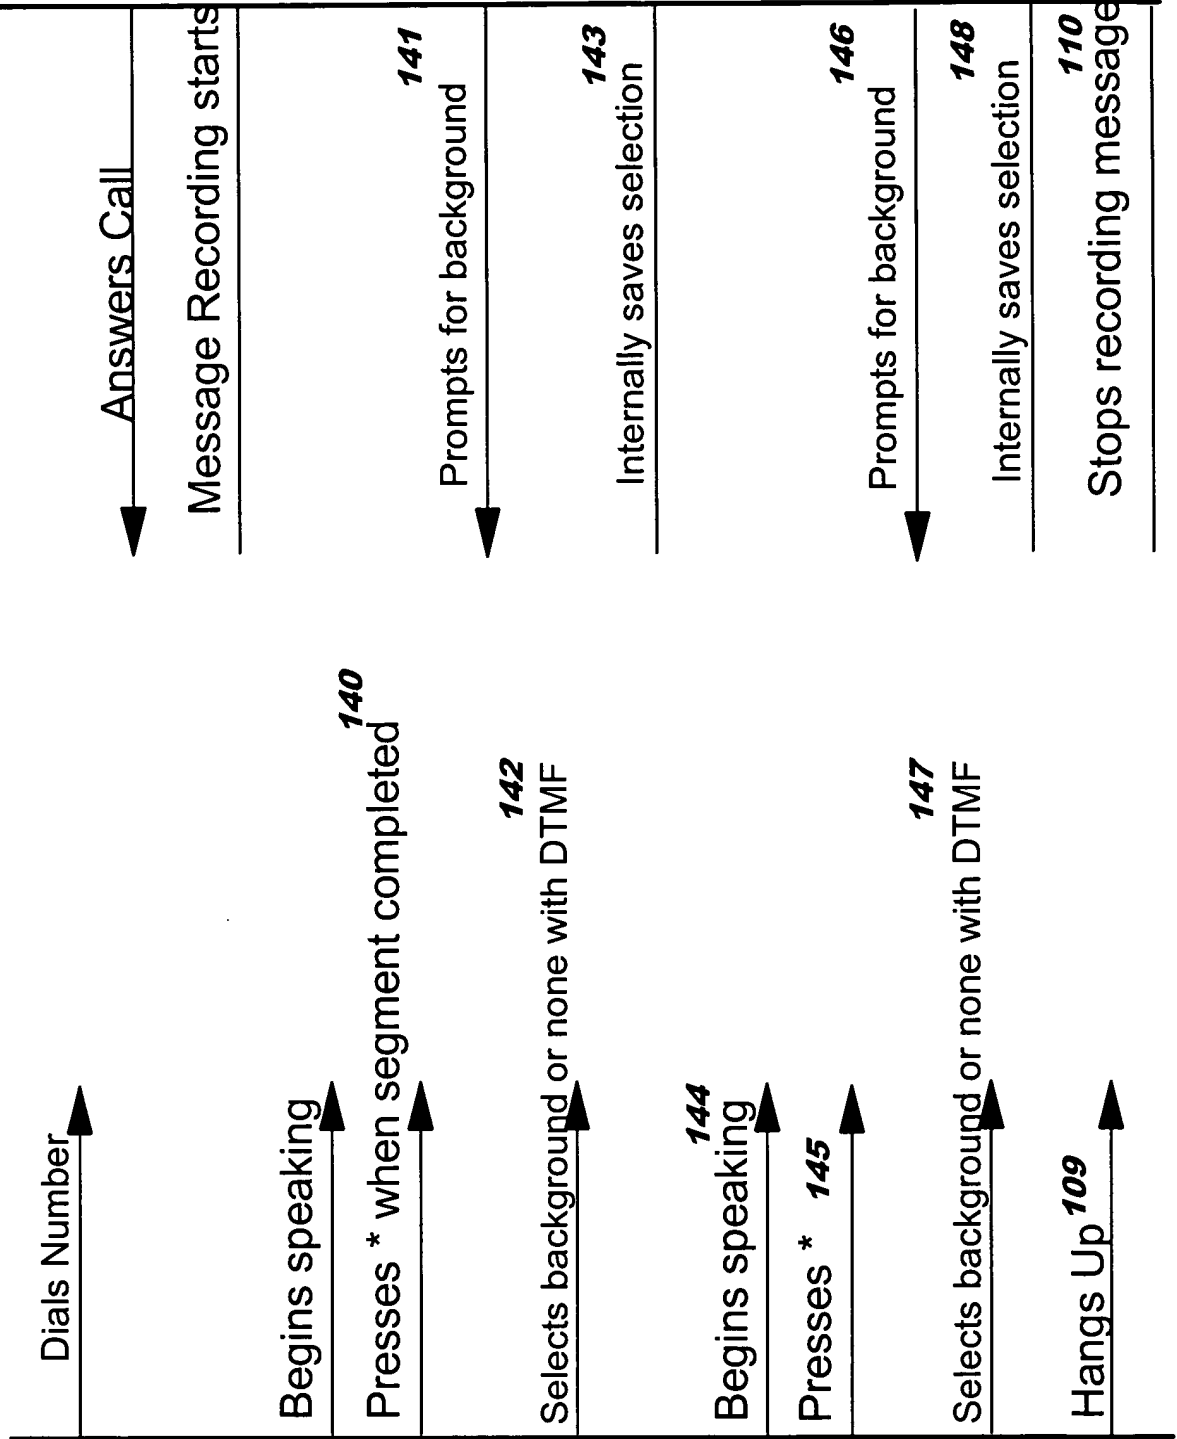 Dials Number
Answers Call
Message Recording starts
Begins speaking
140
Presses * when segment completed
141
Prompts for background
142
Selects background or none with DTMF
143
Internally saves selection
144
Begins speaking
Presses * 145
146
Prompts for background
147
Selects background or none with DTMF
148
Internally saves selection
Hangs Up 109
110
Stops recording message